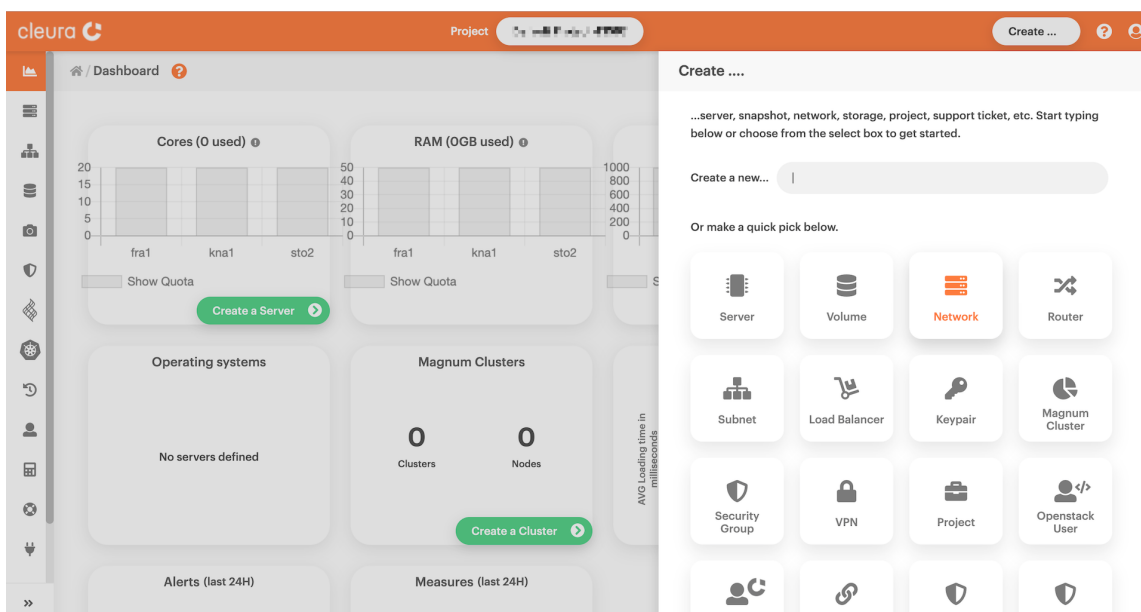 cleura
Project
Create ...
Dashboard
Create ....
...server, snapshot, network, storage, project, support ticket, etc. Start typing
below or choose from the select box to get started.
Create a new...
Or make a quick pick below.
Cores (0 used)
20
15
10
5
0
fra1 kna1 sto2
Show Quota
Create a Server
RAM (0GB used)
50
40
30
20
10
0
fra1 kna1 sto2
Show Quota
1000
800
600
400
200
0
Server Volume Network Router
Subnet Load Balancer Keypair Magnum
Cluster
Security
Group VPN Project Openstack
User
Operating systems
No servers defined
Magnum Clusters
0 0
Clusters Nodes
Create a Cluster
AVG Loading time in
milliseconds
Alerts (last 24H)
Measures (last 24H)